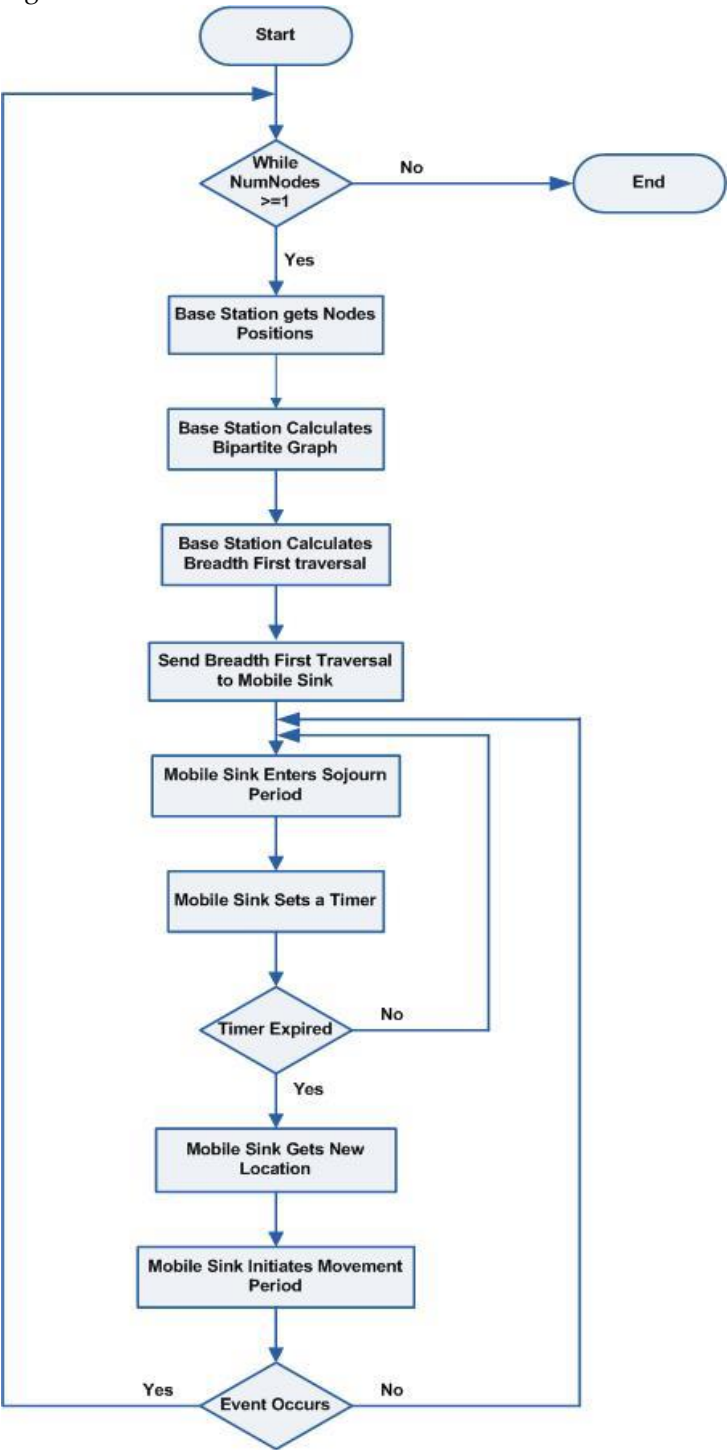 Start
While
NumNodes
>=1
No
End
Yes
Base Station gets Nodes
Positions
Base Station Calculates
Bipartite Graph
Base Station Calculates
Breadth First traversal
Send Breadth First Traversal
to Mobile Sink
Mobile Sink Enters Sojourn
Period
Mobile Sink Sets a Timer
Timer Expired
No
Yes
Mobile Sink Gets New
Location
Mobile Sink Initiates Movement
Period
Yes
Event Occurs
No